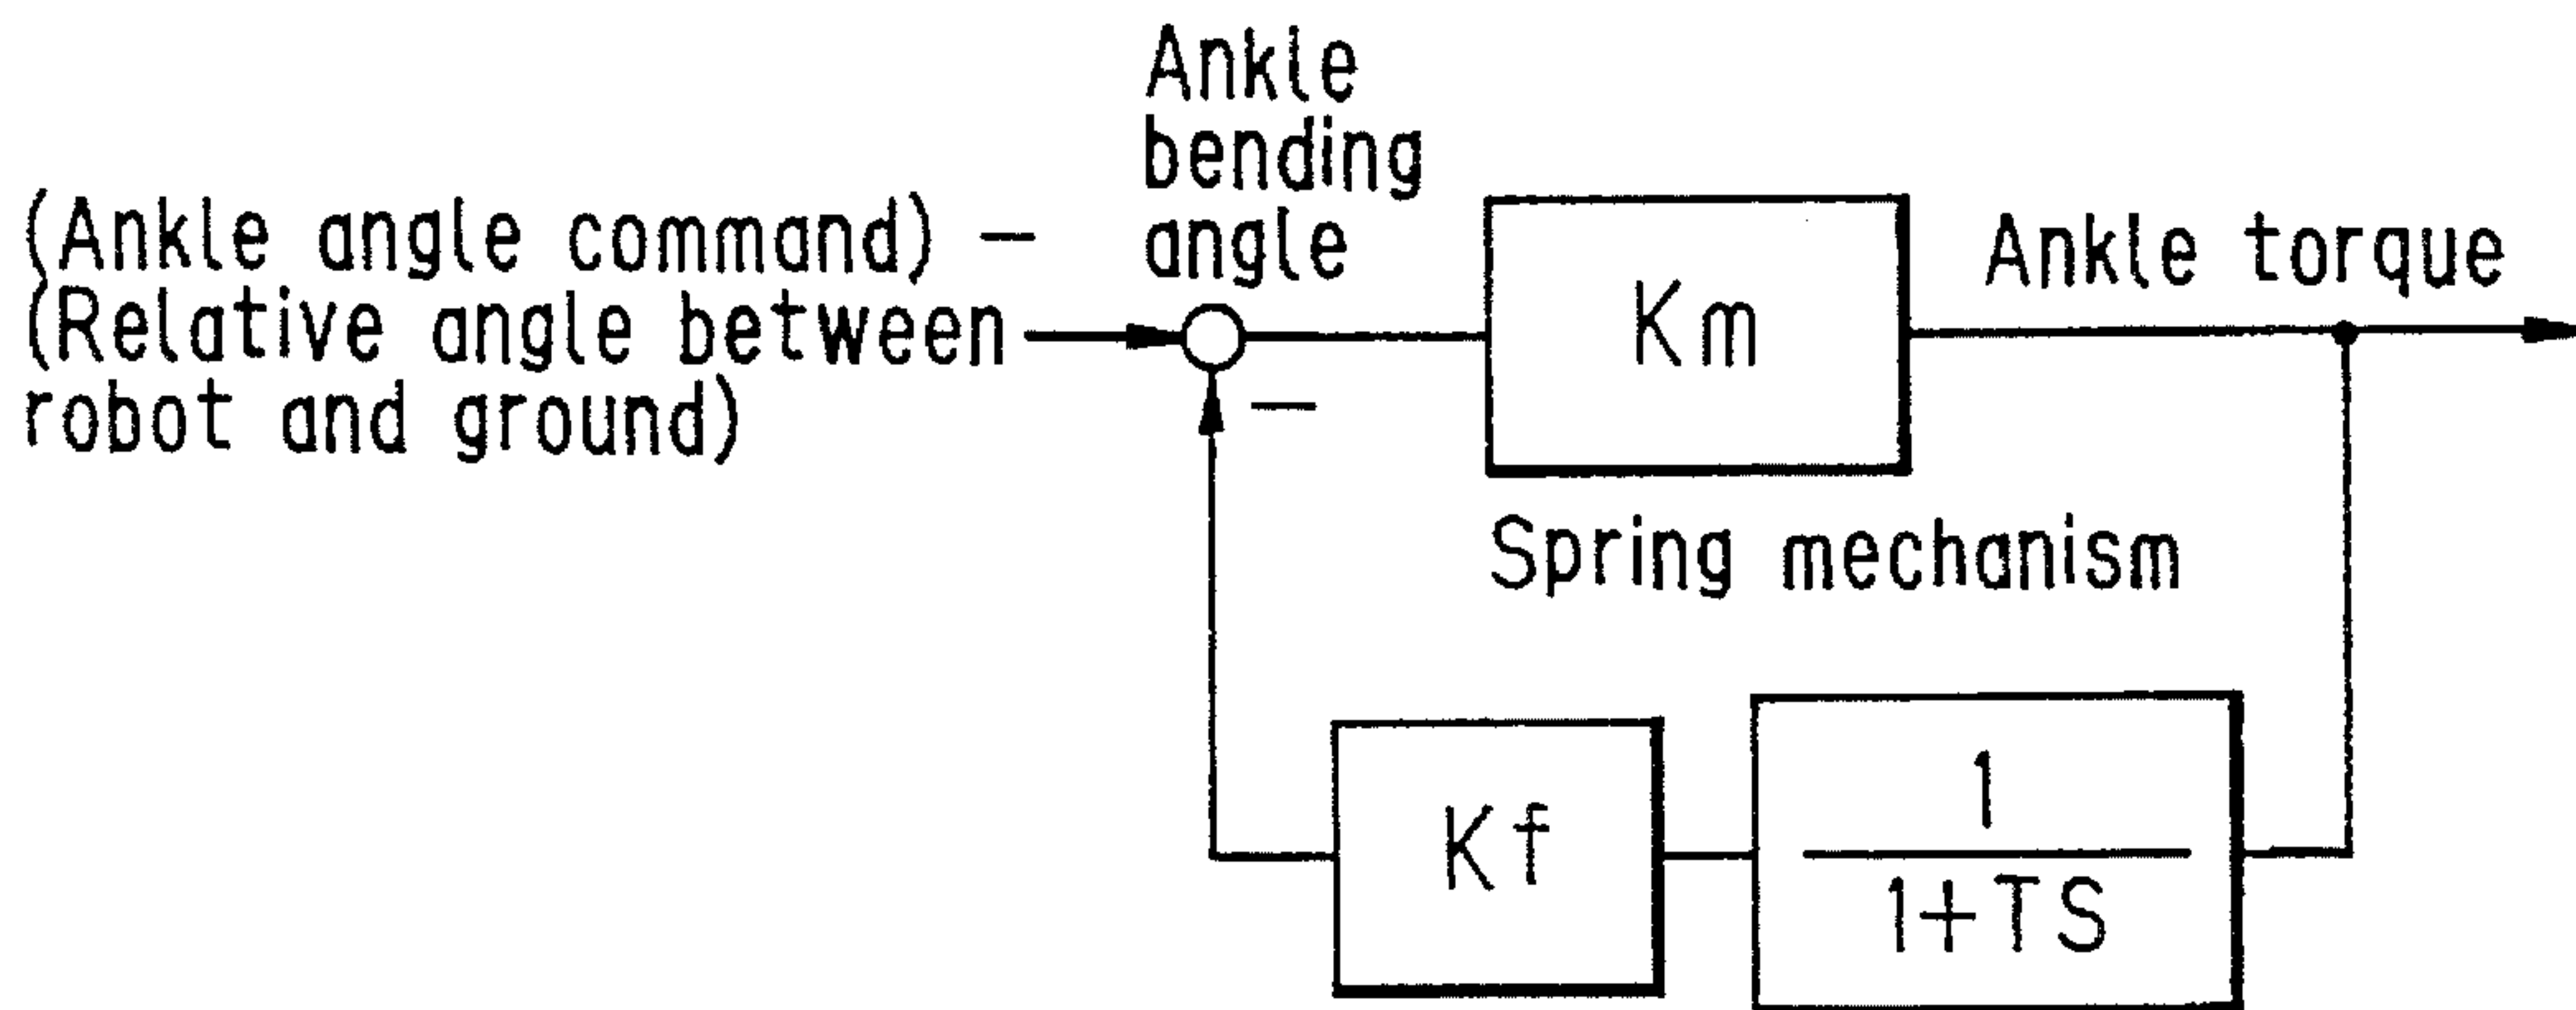 Ankle
bending
angle
(Ankle angle command) −
(Relative angle between
robot and ground)
−
Km
Ankle torque
Spring mechanism
Kf
1
1+TS